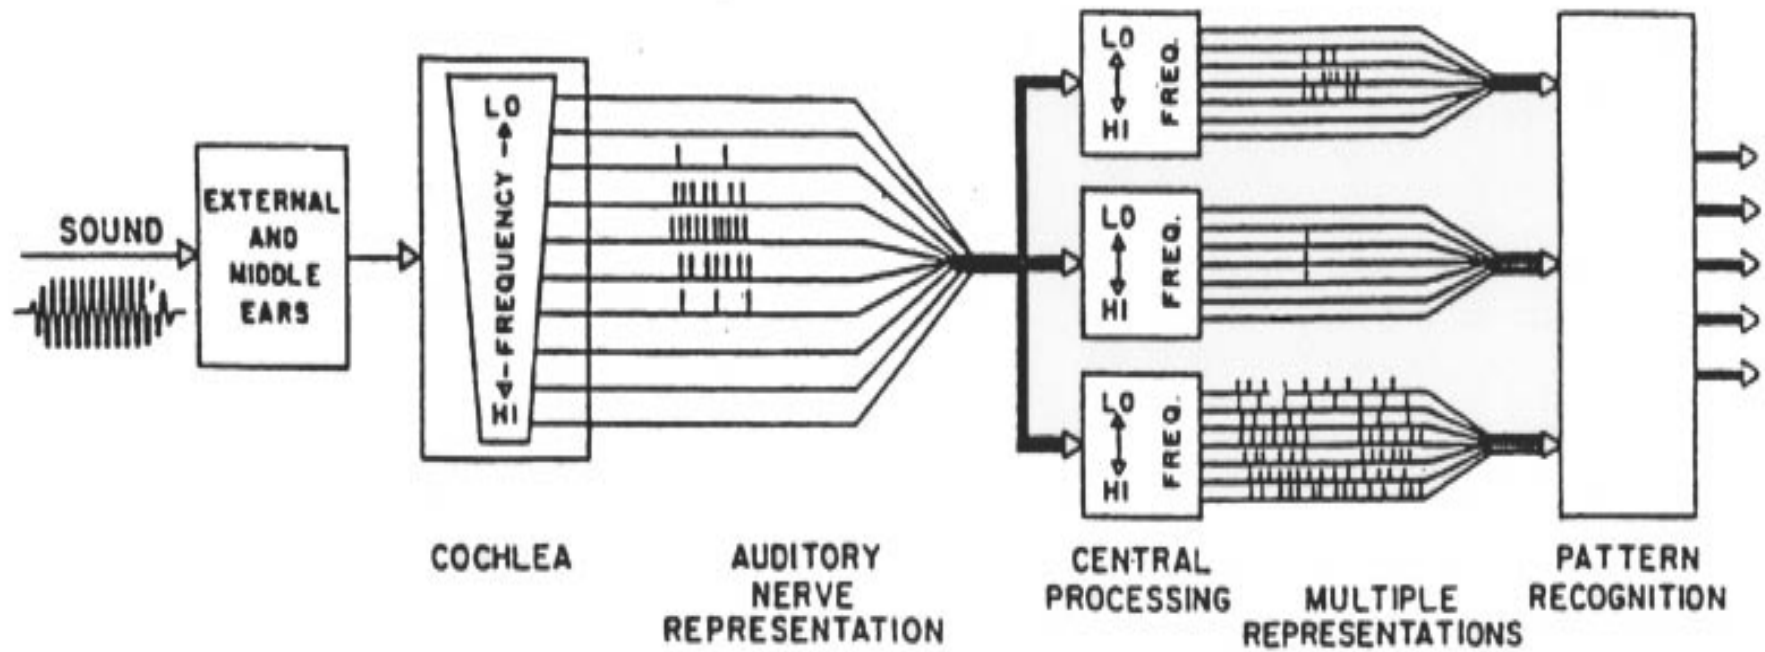 SOUND
EXTERNAL
AND
MIDDLE
EARS
LO
FREQUENCY
HI
LO
HI
FREQ.
LO
HI
FREQ.
LO
HI
FREQ.
COCHLEA
AUDITORY
NERVE
REPRESENTATION
CENTRAL
PROCESSING
MULTIPLE
REPRESENTATIONS
PATTERN
RECOGNITION